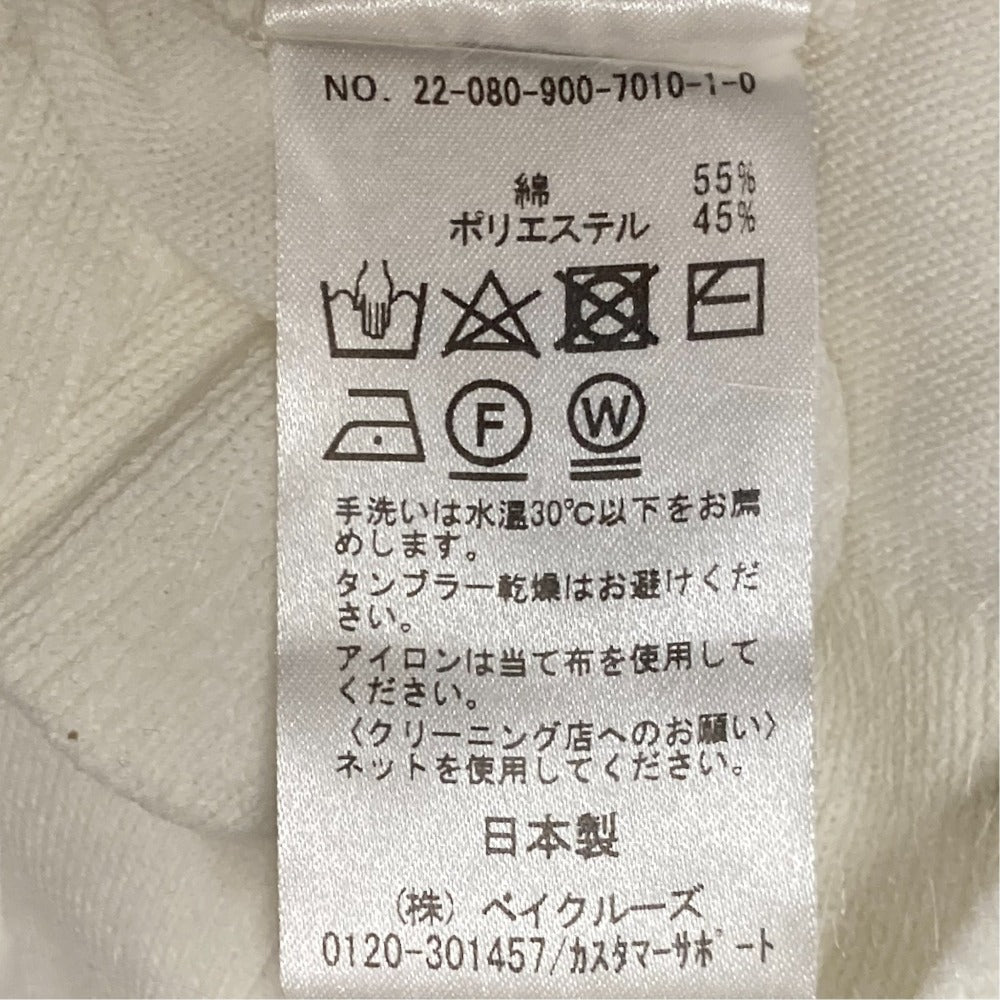 NO. 22-080-900-7010-1-0
綿 55%
ポリエステル 45%
F W
手洗いは水温30℃以下をお薦
めします。
タンブラー乾燥はお避けくだ
さい。
アイロンは当て布を使用して
ください。
〈クリーニング店へのお願い〉
ネットを使用してください。
日本製
(株) ベイクルーズ
0120-301457/カスタマーサポート